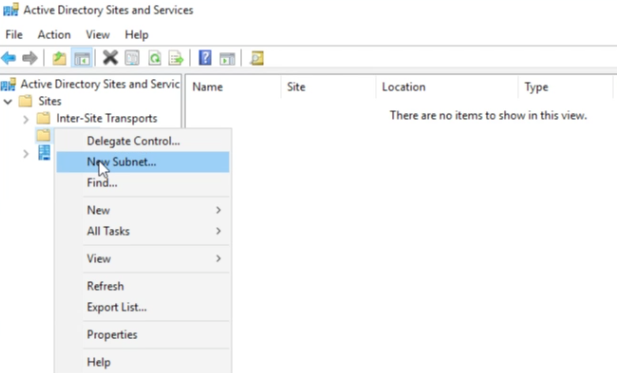 Active Directory Sites and Services
File Action View Help
Active Directory Sites and Servic
Name Site Location Type
Sites
There are no items to show in this view.
Inter-Site Transports
Delegate Control...
New Subnet...
Find...
New
All Tasks
View
Refresh
Export List...
Properties
Help